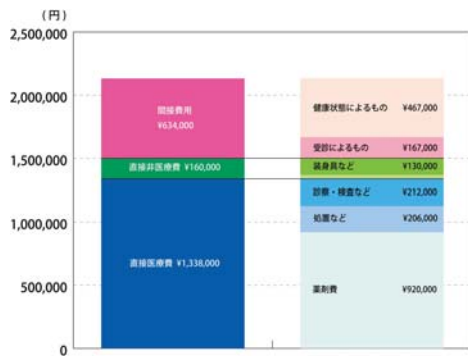 (円)
2,500,000
2,000,000
1,500,000
1,000,000
500,000
0
間接費用
¥634,000
直接非医療費 ¥160,000
直接医療費 ¥1,338,000
健康状態によるもの ¥467,000
受診によるもの ¥167,000
装身具など ¥130,000
診察・検査など ¥212,000
処置など ¥206,000
薬剤費 ¥920,000